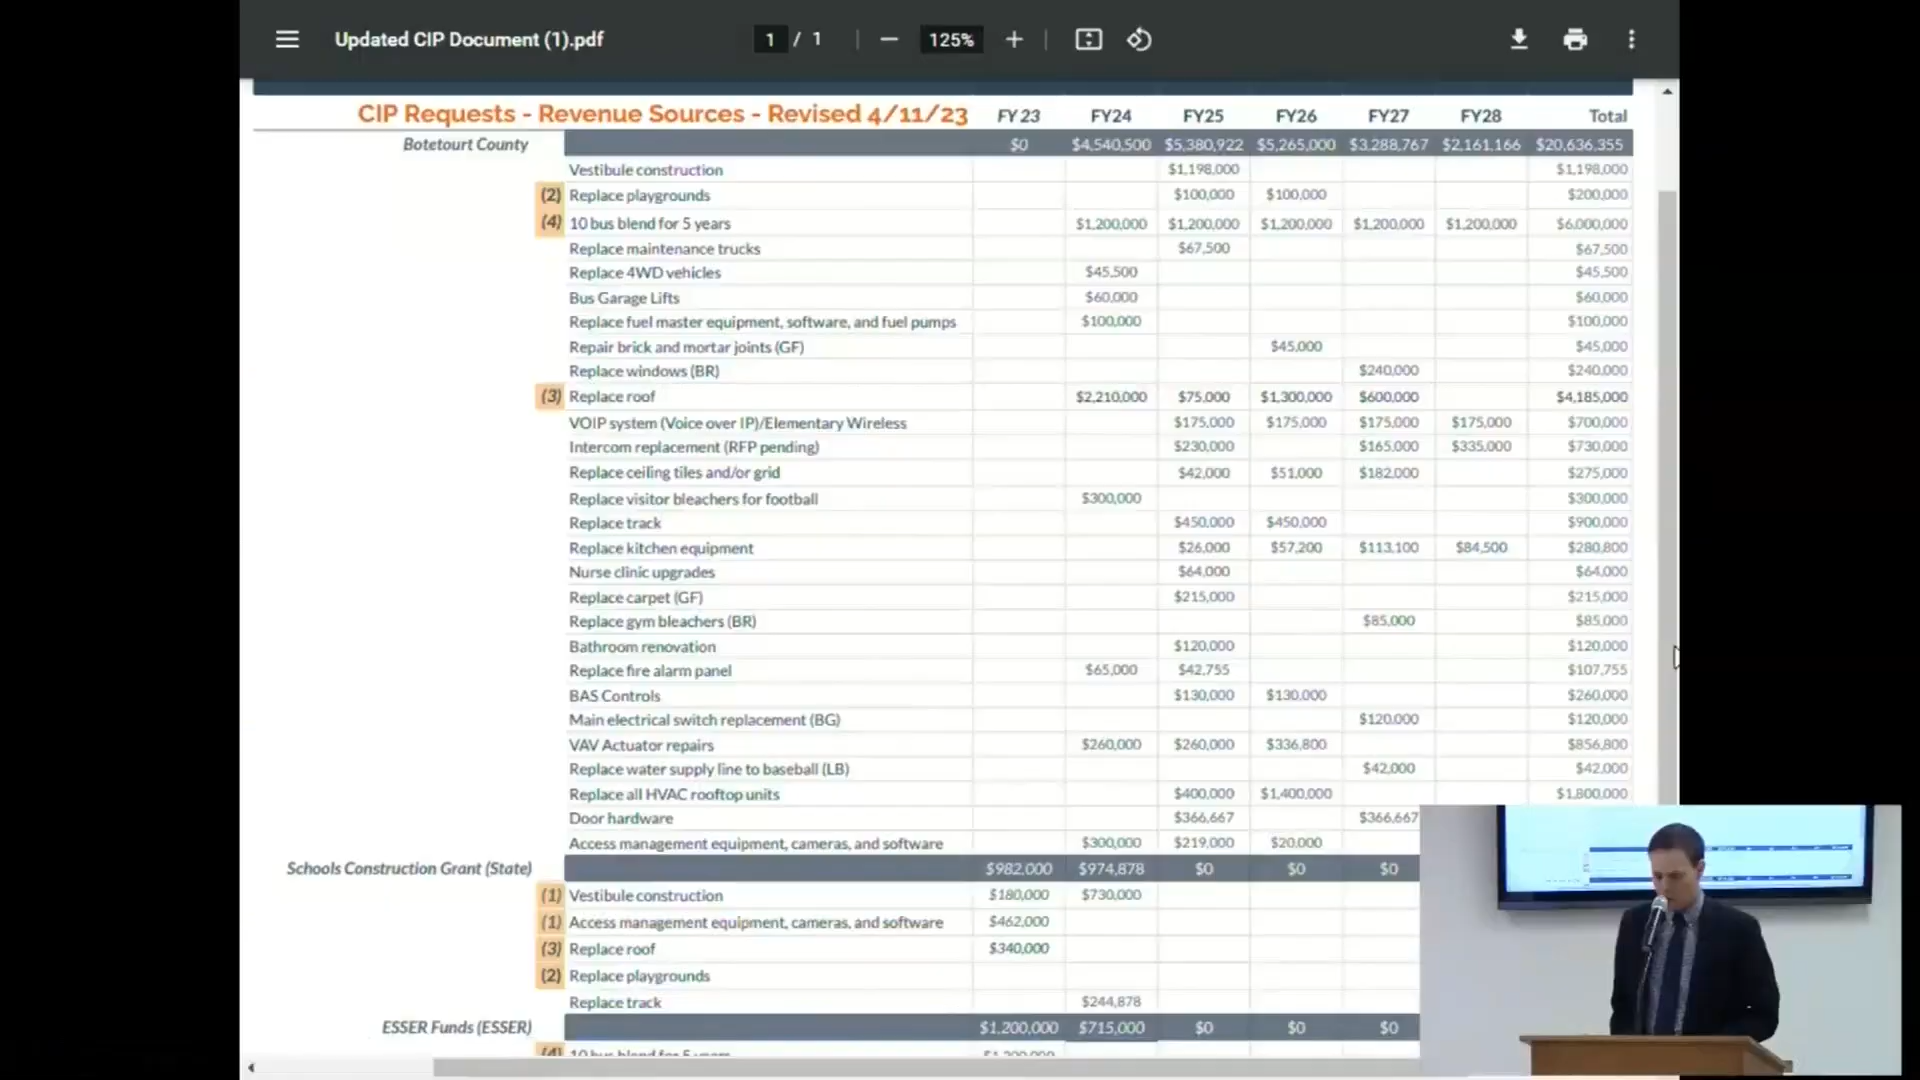 Updated CIP Document (1).pdf 1 / 1 125%
CIP Requests - Revenue Sources - Revised 4/11/23 FY 23 FY24 FY25 FY26 FY27 FY28 Total
Botetourt County $0 $4,540,500 $5,380,922 $5,265,000 $3,288,767 $2,161,166 $20,636,355
Vestibule construction $1,198,000 $1,198,000
(2) Replace playgrounds $100,000 $100,000 $200,000
(4) 10 bus blend for 5 years $1,200,000 $1,200,000 $1,200,000 $1,200,000 $1,200,000 $6,000,000
Replace maintenance trucks $67,500 $67,500
Replace 4WD vehicles $45,500 $45,500
Bus Garage Lifts $60,000 $60,000
Replace fuel master equipment, software, and fuel pumps $100,000 $100,000
Repair brick and mortar joints (GF) $45,000 $45,000
Replace windows (BR) $240,000 $240,000
(3) Replace roof $2,210,000 $75,000 $1,300,000 $600,000 $4,185,000
VOIP system (Voice over IP)/Elementary Wireless $175,000 $175,000 $175,000 $175,000 $700,000
Intercom replacement (RFP pending) $230,000 $165,000 $335,000 $730,000
Replace ceiling tiles and/or grid $42,000 $51,000 $182,000 $275,000
Replace visitor bleachers for football $300,000 $300,000
Replace track $450,000 $450,000 $900,000
Replace kitchen equipment $26,000 $57,200 $113,100 $84,500 $280,800
Nurse clinic upgrades $64,000 $64,000
Replace carpet (GF) $215,000 $215,000
Replace gym bleachers (BR) $85,000 $85,000
Bathroom renovation $120,000 $120,000
Replace fire alarm panel $65,000 $42,755 $107,755
BAS Controls $130,000 $130,000 $260,000
Main electrical switch replacement (BG) $120,000 $120,000
VAV Actuator repairs $260,000 $260,000 $336,800 $856,800
Replace water supply line to baseball (LB) $42,000 $42,000
Replace all HVAC rooftop units $400,000 $1,400,000 $1,800,000
Door hardware $366,667 $366,667
Access management equipment, cameras, and software $300,000 $219,000 $20,000
Schools Construction Grant (State) $982,000 $974,878 $0 $0 $0
(1) Vestibule construction $180,000 $730,000
(1) Access management equipment, cameras, and software $462,000
(3) Replace roof $340,000
(2) Replace playgrounds
Replace track $244,878
ESSER Funds (ESSER) $1,200,000 $715,000 $0 $0 $0
(4) 10 bus blend for 5 years $1,200,000